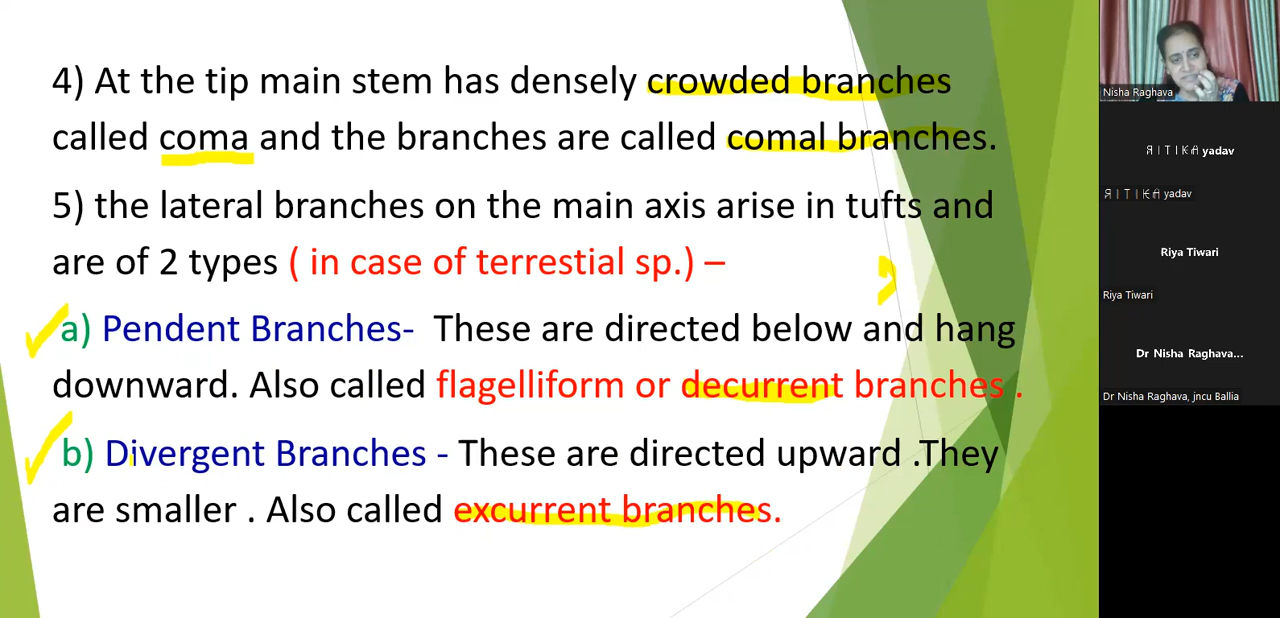 4) At the tip main stem has densely crowded branches
called coma and the branches are called comal branches.
5) the lateral branches on the main axis arise in tufts and
are of 2 types ( in case of terrestial sp.) –
a) Pendent Branches- These are directed below and hang
downward. Also called flagelliform or decurrent branches .
b) Divergent Branches - These are directed upward .They
are smaller . Also called excurrent branches.
Nisha Raghava
ЯITIKΉ yadav
ЯITIKΉ yadav
Riya Tiwari
Riya Tiwari
Dr Nisha Raghava...
Dr Nisha Raghava, jncu Ballia